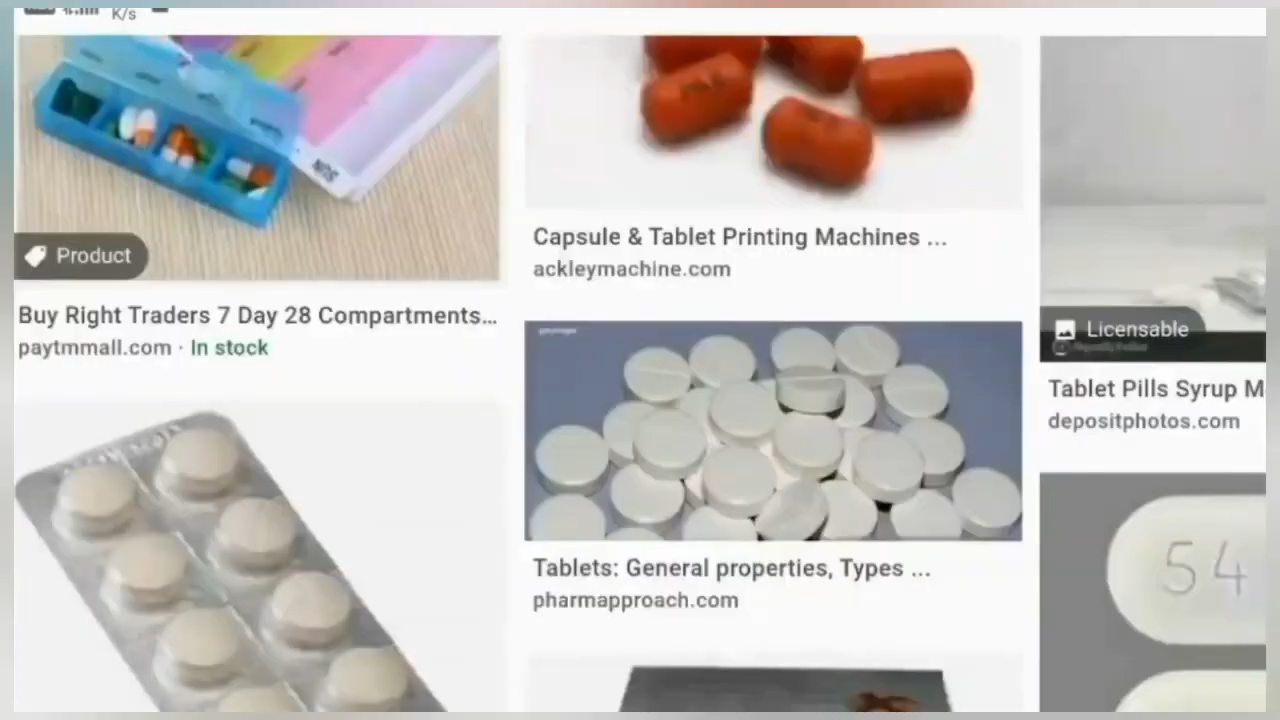 K/s
SUN
Product
Buy Right Traders 7 Day 28 Compartments...
paytmmall.com · In stock
Capsule & Tablet Printing Machines ...
ackleymachine.com
Tablets: General properties, Types ...
pharmapproach.com
Licensable
Tablet Pills Syrup M
depositphotos.com
54